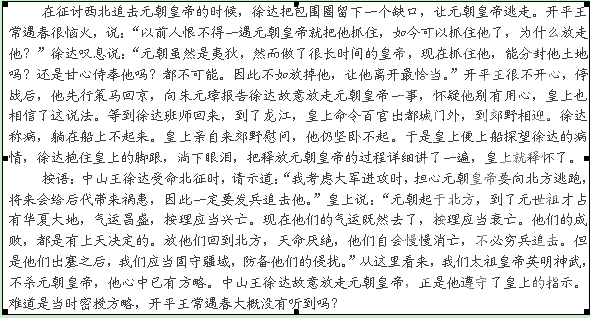 在征讨西北追击元朝皇帝的时候，徐达把包围圈留下一个缺口，让元朝皇帝逃走。开平王
常遇春很恼火，说：“以前人恨不得一遇元朝皇帝就把他抓住，如今可以抓住他了，为什么放走
他？”徐达叹息说：“元朝虽然是夷狄，然而做了很长时间的皇帝，现在抓住他，能分封他土地
吗？还是甘心侍奉他吗？都不可能。因此不如放掉他，让他离开最恰当。”开平王很不开心，停
战后，他先行策马回京，向朱元璋报告徐达故意放走元朝皇帝一事，怀疑他别有用心，皇上也
相信了这说法。等到徐达班师回来，到了龙江，皇上命令百官出都城门外，到郊野相迎。徐达
称病，躺在船上不起来。皇上亲自来郊野慰问，他仍坚卧不起。于是皇上便上船探望徐达的病
情，徐达抱住皇上的脚跟，淌下眼泪，把释放元朝皇帝的过程详细讲了一遍，皇上就释怀了。
按语：中山王徐达受命北征时，请示道：“我考虑大军进攻时，担心元朝皇帝要向北方逃跑，
将来会给后代带来祸患，因此一定要发兵追击他。”皇上说：“元朝起于北方，到了元世祖才占
有华夏大地，气运昌盛，按理应当兴亡。现在他们的气运既然去了，按理应当衰亡。他们的成
败，都是有上天决定的。放他们回到北方，天命厌绝，他们自会慢慢消亡，不必穷兵追击。但
是他们出塞之后，我们应当固守疆域，防备他们的侵扰。”从这里看来，我们太祖皇帝英明神武，
不杀元朝皇帝，他心中已有方略。中山王徐达故意放走元朝皇帝，正是他遵守了皇上的指示。
难道是当时密授方略，开平王常遇春大概没有听到吗？